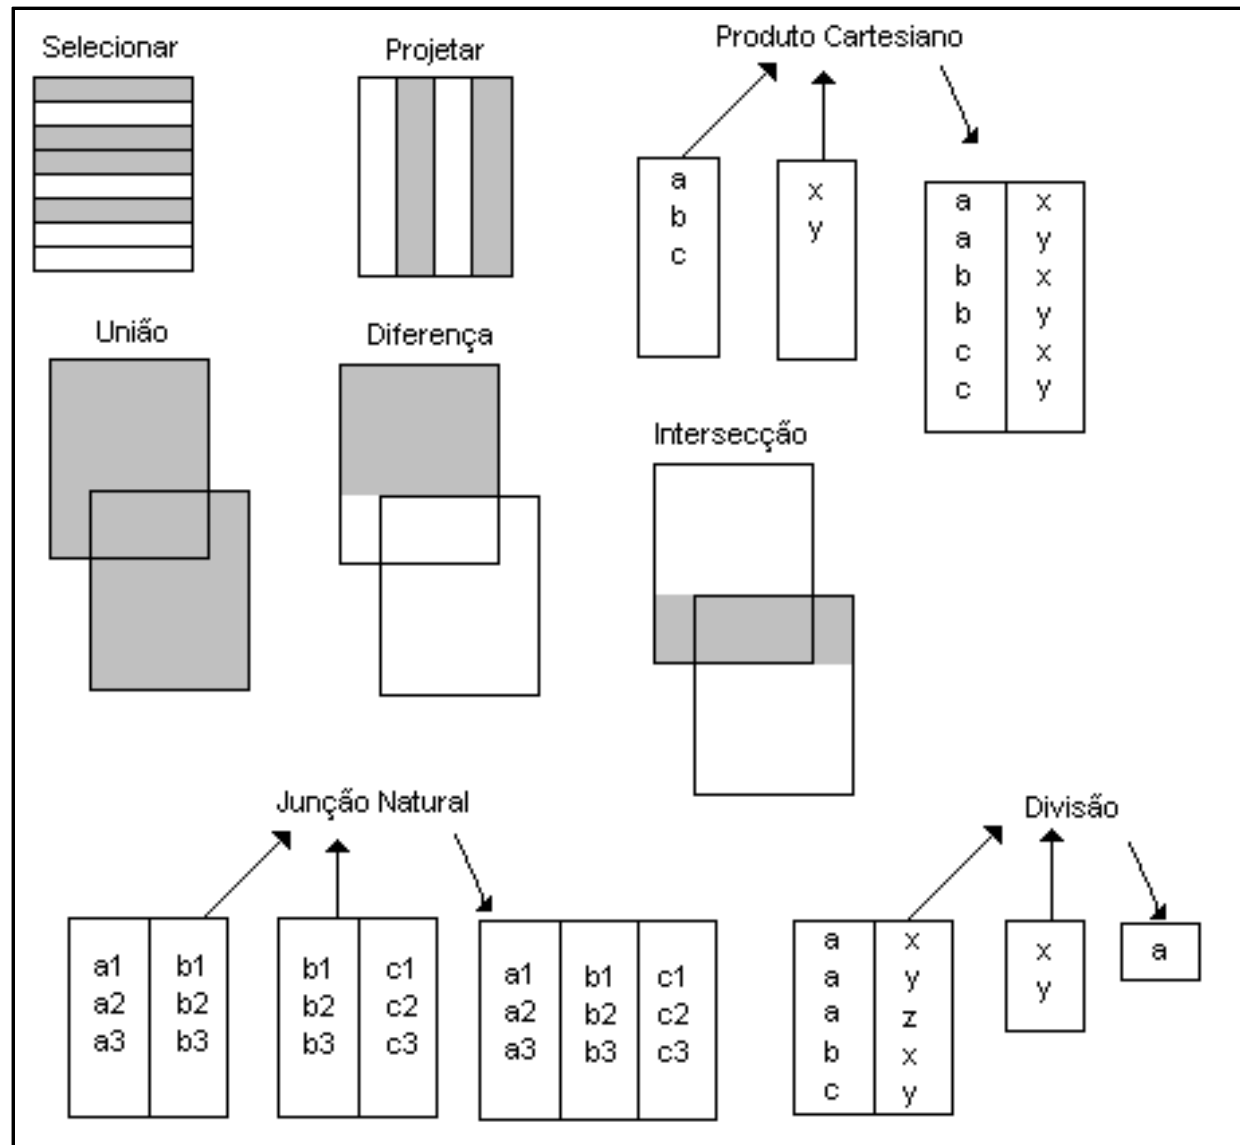 Selecionar
Projetar
Produto Cartesiano
a
b
c
x
y
a x
a y
b x
b y
c x
c y
União
Diferença
Intersecção
Junção Natural
a1 b1
a2 b2
a3 b3
b1 c1
b2 c2
b3 c3
a1 b1 c1
a2 b2 c2
a3 b3 c3
Divisão
a x
a y
a z
b x
c y
x
y
a